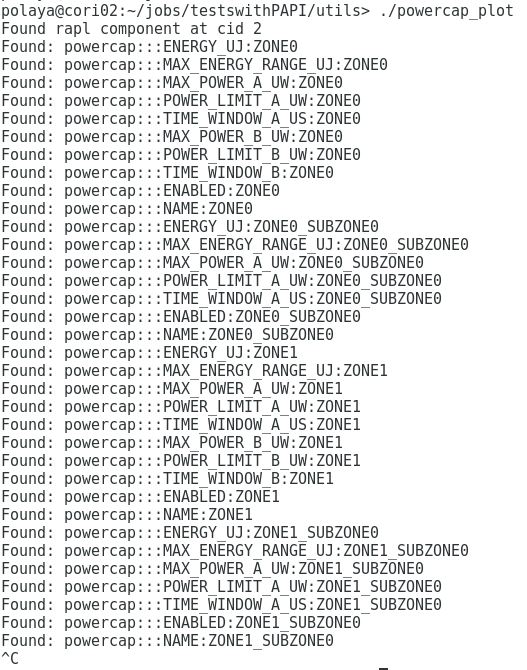 polaya@cori02:~/jobs/testswithPAPI/utils> ./powercap_plot
Found rapl component at cid 2
Found: powercap:::ENERGY_UJ:ZONE0
Found: powercap:::MAX_ENERGY_RANGE_UJ:ZONE0
Found: powercap:::MAX_POWER_A_UW:ZONE0
Found: powercap:::POWER_LIMIT_A_UW:ZONE0
Found: powercap:::TIME_WINDOW_A_US:ZONE0
Found: powercap:::MAX_POWER_B_UW:ZONE0
Found: powercap:::POWER_LIMIT_B_UW:ZONE0
Found: powercap:::TIME_WINDOW_B:ZONE0
Found: powercap:::ENABLED:ZONE0
Found: powercap:::NAME:ZONE0
Found: powercap:::ENERGY_UJ:ZONE0_SUBZONE0
Found: powercap:::MAX_ENERGY_RANGE_UJ:ZONE0_SUBZONE0
Found: powercap:::MAX_POWER_A_UW:ZONE0_SUBZONE0
Found: powercap:::POWER_LIMIT_A_UW:ZONE0_SUBZONE0
Found: powercap:::TIME_WINDOW_A_US:ZONE0_SUBZONE0
Found: powercap:::ENABLED:ZONE0_SUBZONE0
Found: powercap:::NAME:ZONE0_SUBZONE0
Found: powercap:::ENERGY_UJ:ZONE1
Found: powercap:::MAX_ENERGY_RANGE_UJ:ZONE1
Found: powercap:::MAX_POWER_A_UW:ZONE1
Found: powercap:::POWER_LIMIT_A_UW:ZONE1
Found: powercap:::TIME_WINDOW_A_US:ZONE1
Found: powercap:::MAX_POWER_B_UW:ZONE1
Found: powercap:::POWER_LIMIT_B_UW:ZONE1
Found: powercap:::TIME_WINDOW_B:ZONE1
Found: powercap:::ENABLED:ZONE1
Found: powercap:::NAME:ZONE1
Found: powercap:::ENERGY_UJ:ZONE1_SUBZONE0
Found: powercap:::MAX_ENERGY_RANGE_UJ:ZONE1_SUBZONE0
Found: powercap:::MAX_POWER_A_UW:ZONE1_SUBZONE0
Found: powercap:::POWER_LIMIT_A_UW:ZONE1_SUBZONE0
Found: powercap:::TIME_WINDOW_A_US:ZONE1_SUBZONE0
Found: powercap:::ENABLED:ZONE1_SUBZONE0
Found: powercap:::NAME:ZONE1_SUBZONE0
^C